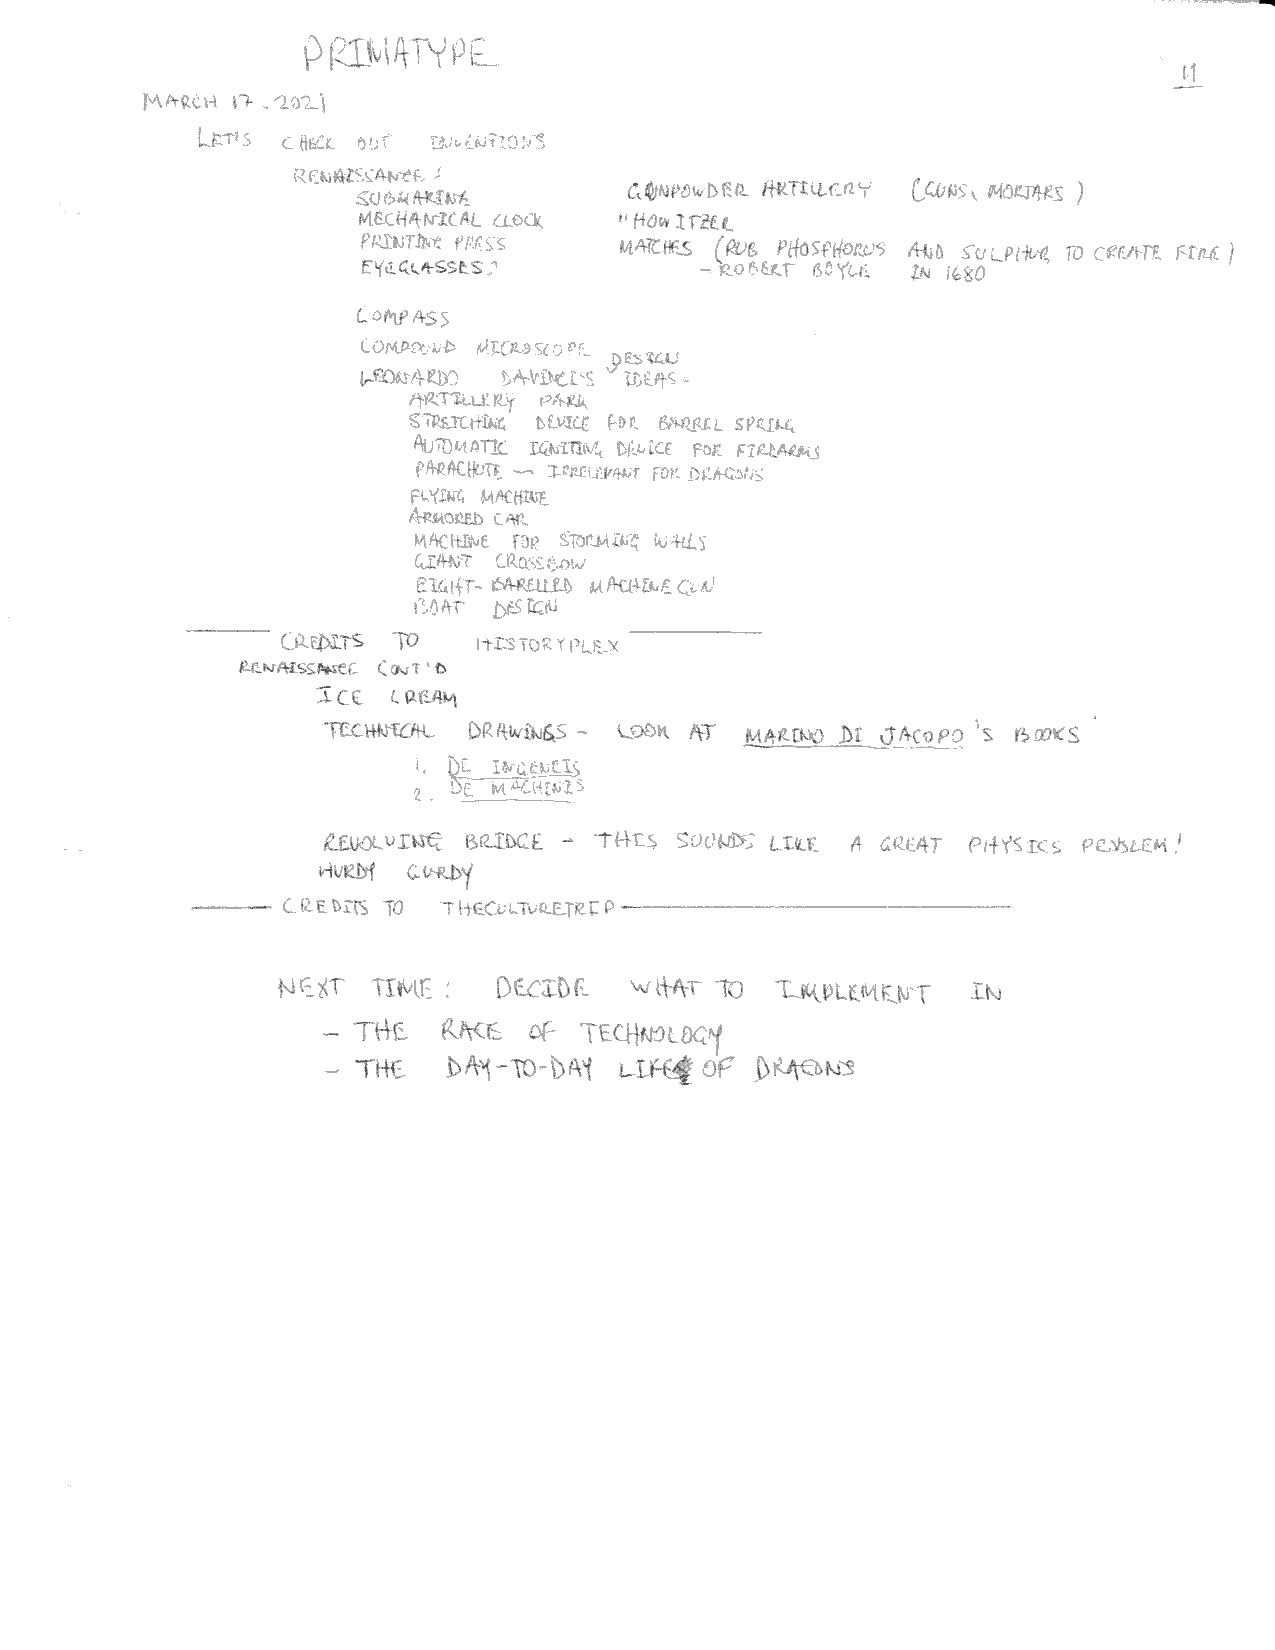 PRIMATYPE
11
MARCH 17, 2021
LET'S CHECK OUT INVENTIONS
RENAISSANCE:
SUBMARINE
MECHANICAL CLOCK
PRINTING PRESS
EYEGLASSES?
GUNPOWDER ARTILLERY (GUNS, MORTARS)
"HOWITZER
MATCHES (RUB PHOSPHORUS AND SULPHUR TO CREATE FIRE)
- ROBERT BOYLE IN 1680
COMPASS
COMPOUND MICROSCOPE
LEONARDO DAVINCI'S DESIGN IDEAS -
ARTILLERY PARK
STRETCHING DEVICE FOR BARREL SPRING
AUTOMATIC IGNITING DEVICE FOR FIREARMS
PARACHUTE — IRRELEVANT FOR DRAGONS
FLYING MACHINE
ARMORED CAR
MACHINE FOR STORMING WALLS
GIANT CROSSBOW
EIGHT-BARELLED MACHINE GUN
BOAT DESIGN
CREDITS TO HISTORYPLEX
RENAISSANCE CONT'D
ICE CREAM
TECHNICAL DRAWINGS - LOOK AT MARINO DI JACOPO'S BOOKS
1. DE INGENEIS
2. DE MACHINIS
REVOLVING BRIDGE - THIS SOUNDS LIKE A GREAT PHYSICS PROBLEM!
HURDY GURDY
CREDITS TO THECULTURETRIP
NEXT TIME: DECIDE WHAT TO IMPLEMENT IN
- THE RACE OF TECHNOLOGY
- THE DAY-TO-DAY LIFE OF DRAGONS